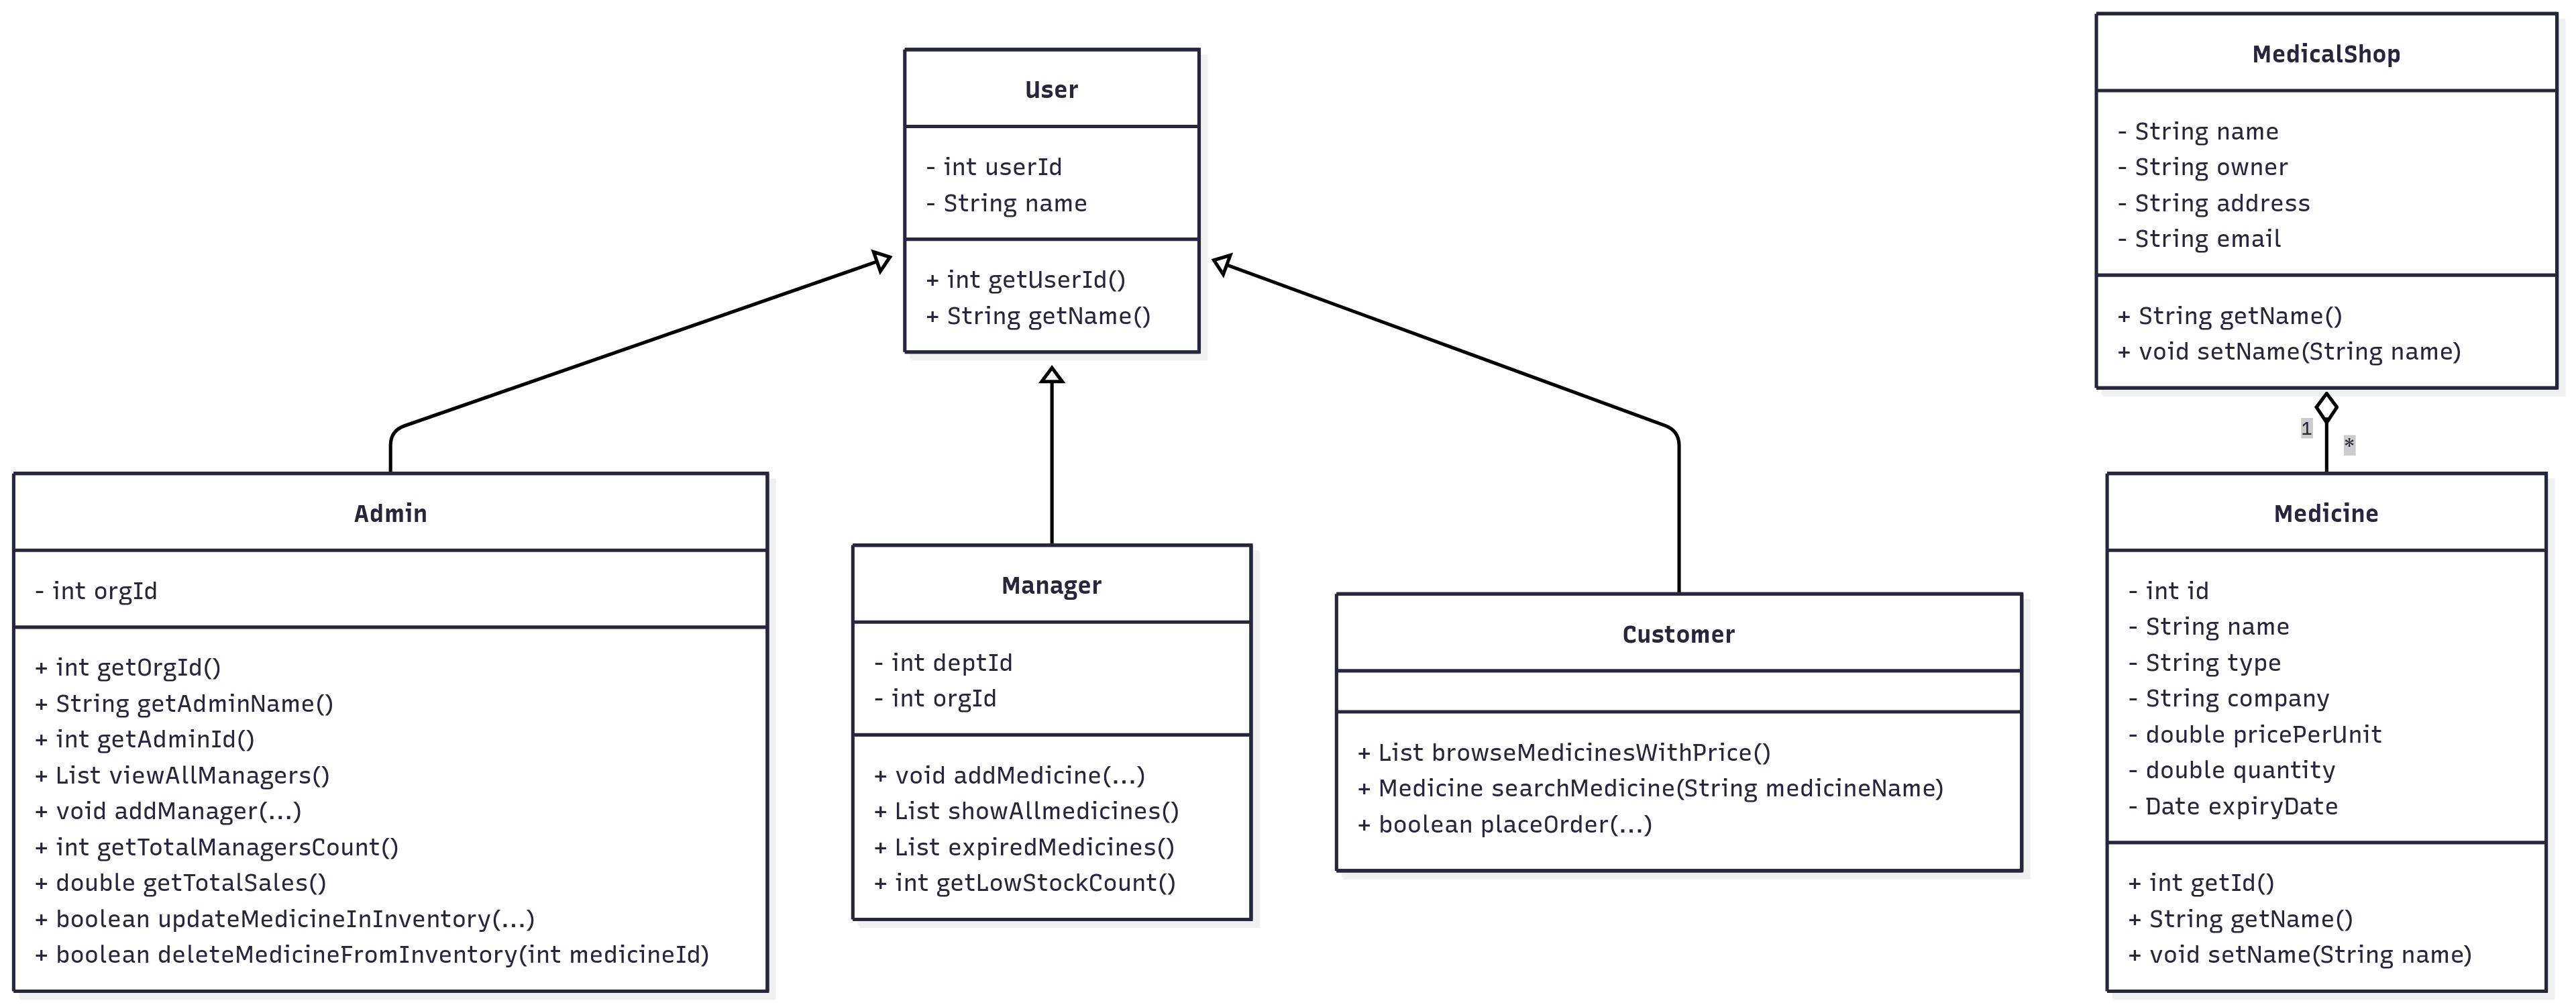 User
- int userId
- String name
+ int getUserId()
+ String getName()
MedicalShop
- String name
- String owner
- String address
- String email
+ String getName()
+ void setName(String name)
1
*
Admin
- int orgId
+ int getOrgId()
+ String getAdminName()
+ int getAdminId()
+ List viewAllManagers()
+ void addManager(...)
+ int getTotalManagersCount()
+ double getTotalSales()
+ boolean updateMedicineInInventory(...)
+ boolean deleteMedicineFromInventory(int medicineId)
Manager
- int deptId
- int orgId
+ void addMedicine(...)
+ List showAllmedicines()
+ List expiredMedicines()
+ int getLowStockCount()
Customer
+ List browseMedicinesWithPrice()
+ Medicine searchMedicine(String medicineName)
+ boolean placeOrder(...)
Medicine
- int id
- String name
- String type
- String company
- double pricePerUnit
- double quantity
- Date expiryDate
+ int getId()
+ String getName()
+ void setName(String name)